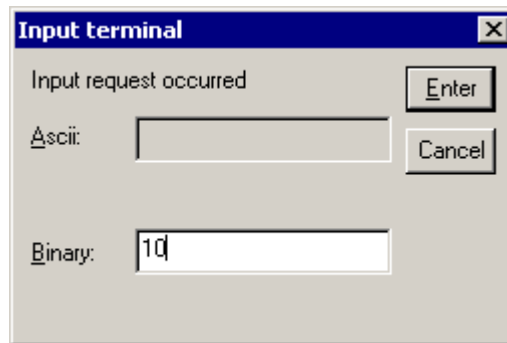 Input terminal
Input request occurred
Enter
Ascii:
Cancel
Binary:
10